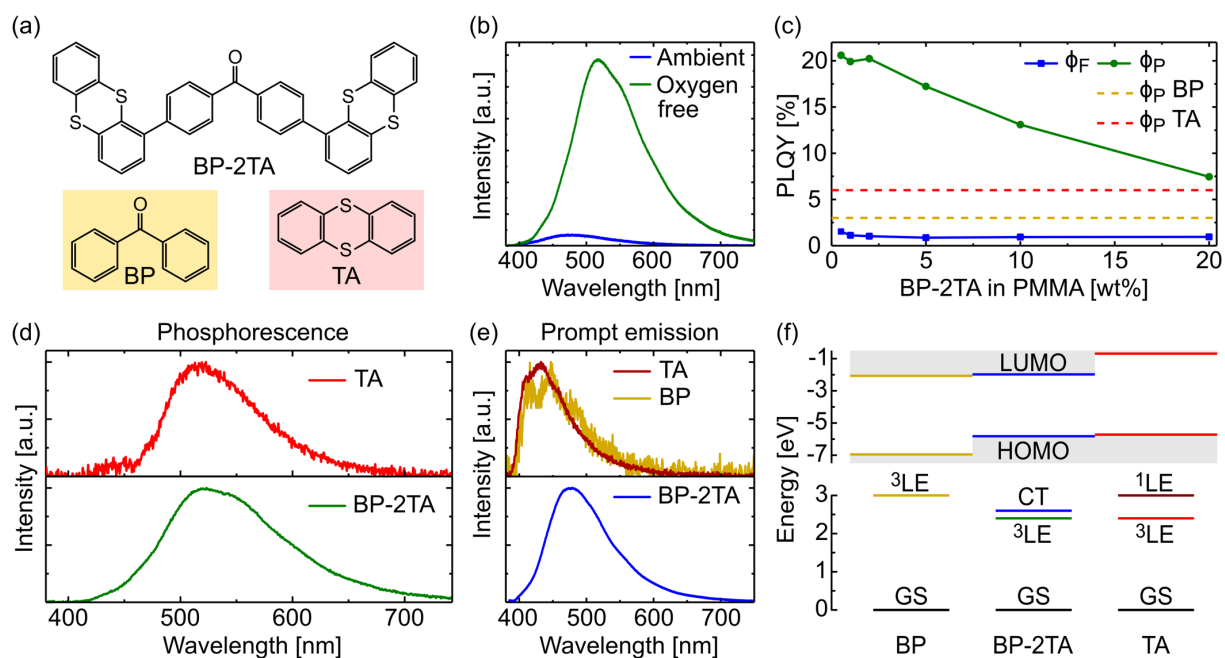 (a)
O
S
S
S
S
BP-2TA
O
BP
S
S
TA
(b)
Intensity [a.u.]
Ambient
Oxygen
free
400 500 600 700
Wavelength [nm]
(c)
PLQY [%]
20
15
10
5
0
ϕF ϕP
ϕP BP
ϕP TA
0 5 10 15 20
BP-2TA in PMMA [wt%]
(d) Phosphorescence
Intensity [a.u.]
TA
BP-2TA
400 500 600 700
Wavelength [nm]
(e) Prompt emission
Intensity [a.u.]
TA
BP
BP-2TA
400 500 600 700
Wavelength [nm]
(f)
Energy [eV]
-1
-3
-5
-7
LUMO
HOMO
3
2
1
0
3LE
CT
3LE
1LE
3LE
GS GS GS
BP BP-2TA TA